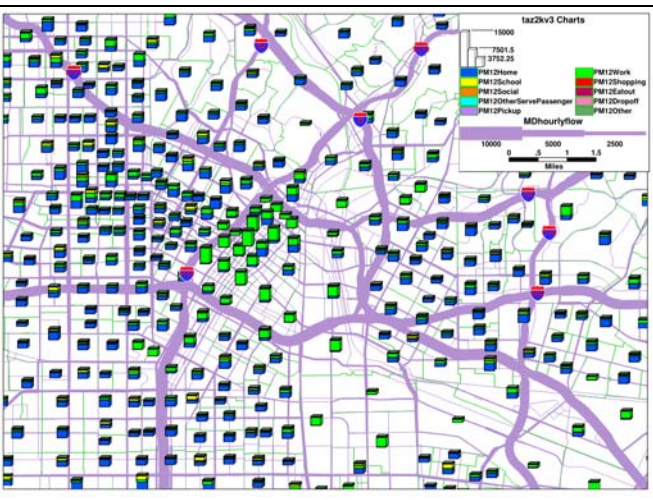 taz2kv3 Charts
15000
7501.5
3752.25
PM12Home PM12Work
PM12School PM12Shopping
PM12Social PM12Eatout
PM12OtherServePassenger PM12Dropoff
PM12Pickup PM12Other
MDhourlyflow
10000 5000 2500
0 .5 1 1.5
Miles